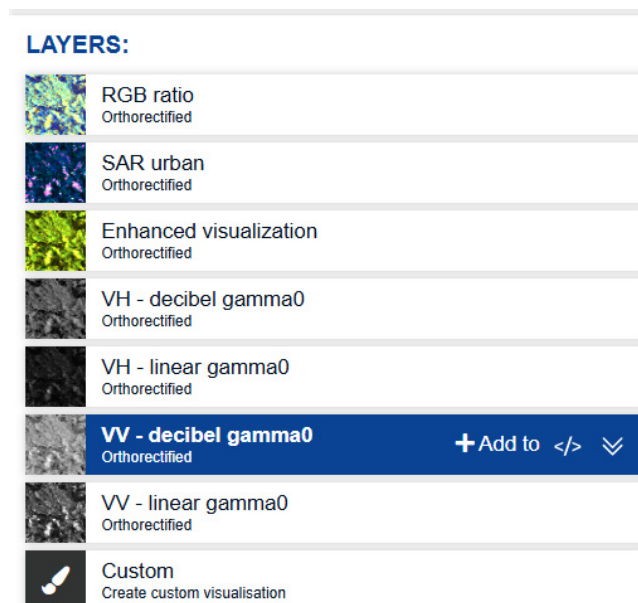 LAYERS:
RGB ratio
Orthorectified
SAR urban
Orthorectified
Enhanced visualization
Orthorectified
VH - decibel gamma0
Orthorectified
VH - linear gamma0
Orthorectified
VV - decibel gamma0
Orthorectified
+ Add to </>
VV - linear gamma0
Orthorectified
Custom
Create custom visualisation